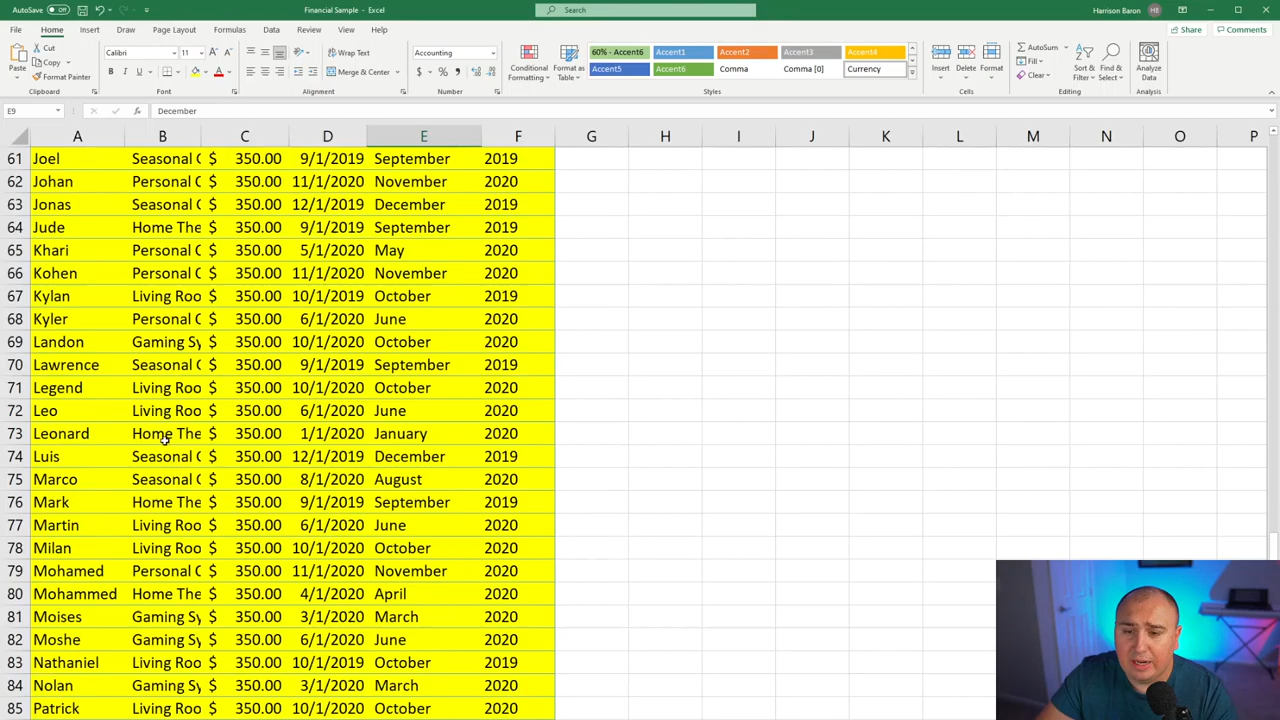 AutoSave Off Financial Sample - Excel Search Harrison Baron HB
File Home Insert Draw Page Layout Formulas Data Review View Help Share Comments
Paste Cut Copy Format Painter Calibri 11 Wrap Text Merge & Center Accounting
B I U A $ % Conditional Formatting Format as Table
60% - Accent6 Accent1 Accent2 Accent3 Accent4
Accent5 Accent6 Comma Comma [0] Currency
Insert Delete Format AutoSum Fill Clear Sort & Filter Find & Select Analyze Data
Clipboard Font Alignment Number Styles Cells Editing Analysis
E9 fx December
A B C D E F G H I J K L M N O P
61 Joel Seasonal C $ 350.00 9/1/2019 September 2019
62 Johan Personal C $ 350.00 11/1/2020 November 2020
63 Jonas Seasonal C $ 350.00 12/1/2019 December 2019
64 Jude Home The $ 350.00 9/1/2019 September 2019
65 Khari Personal C $ 350.00 5/1/2020 May 2020
66 Kohen Personal C $ 350.00 11/1/2020 November 2020
67 Kylan Living Roo $ 350.00 10/1/2019 October 2019
68 Kyler Personal C $ 350.00 6/1/2020 June 2020
69 Landon Gaming Sy $ 350.00 10/1/2020 October 2020
70 Lawrence Seasonal C $ 350.00 9/1/2019 September 2019
71 Legend Living Roo $ 350.00 10/1/2020 October 2020
72 Leo Living Roo $ 350.00 6/1/2020 June 2020
73 Leonard Home The $ 350.00 1/1/2020 January 2020
74 Luis Seasonal C $ 350.00 12/1/2019 December 2019
75 Marco Seasonal C $ 350.00 8/1/2020 August 2020
76 Mark Home The $ 350.00 9/1/2019 September 2019
77 Martin Living Roo $ 350.00 6/1/2020 June 2020
78 Milan Living Roo $ 350.00 10/1/2020 October 2020
79 Mohamed Personal C $ 350.00 11/1/2020 November 2020
80 Mohammed Home The $ 350.00 4/1/2020 April 2020
81 Moises Gaming Sy $ 350.00 3/1/2020 March 2020
82 Moshe Gaming Sy $ 350.00 6/1/2020 June 2020
83 Nathaniel Living Roo $ 350.00 10/1/2019 October 2019
84 Nolan Gaming Sy $ 350.00 3/1/2020 March 2020
85 Patrick Living Roo $ 350.00 10/1/2020 October 2020